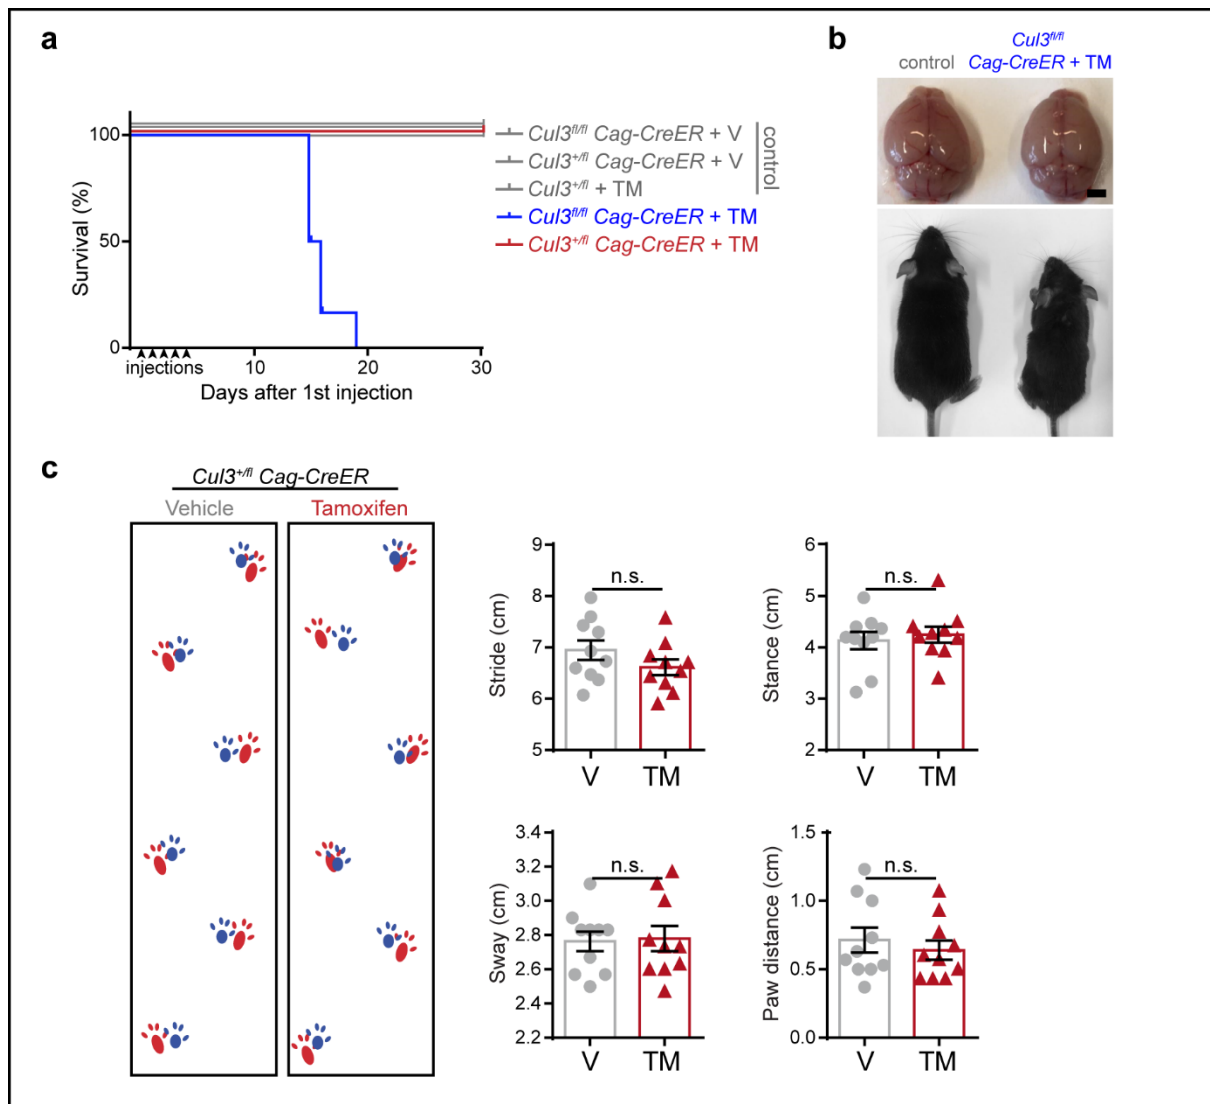 a
Survival (%)
100
50
0
injections
10
20
30
Days after 1st injection
Cul3fl/fl Cag-CreER + V
Cul3+/fl Cag-CreER + V
Cul3+/fl + TM
control
Cul3fl/fl Cag-CreER + TM
Cul3+/fl Cag-CreER + TM
b
control
Cul3fl/fl
Cag-CreER + TM
c
Cul3+/fl Cag-CreER
Vehicle
Tamoxifen
Stride (cm)
9
8
7
6
5
n.s.
V
TM
Stance (cm)
6
5
4
3
2
n.s.
V
TM
Sway (cm)
3.4
3.2
3.0
2.8
2.6
2.4
2.2
n.s.
V
TM
Paw distance (cm)
1.5
1.0
0.5
0.0
n.s.
V
TM